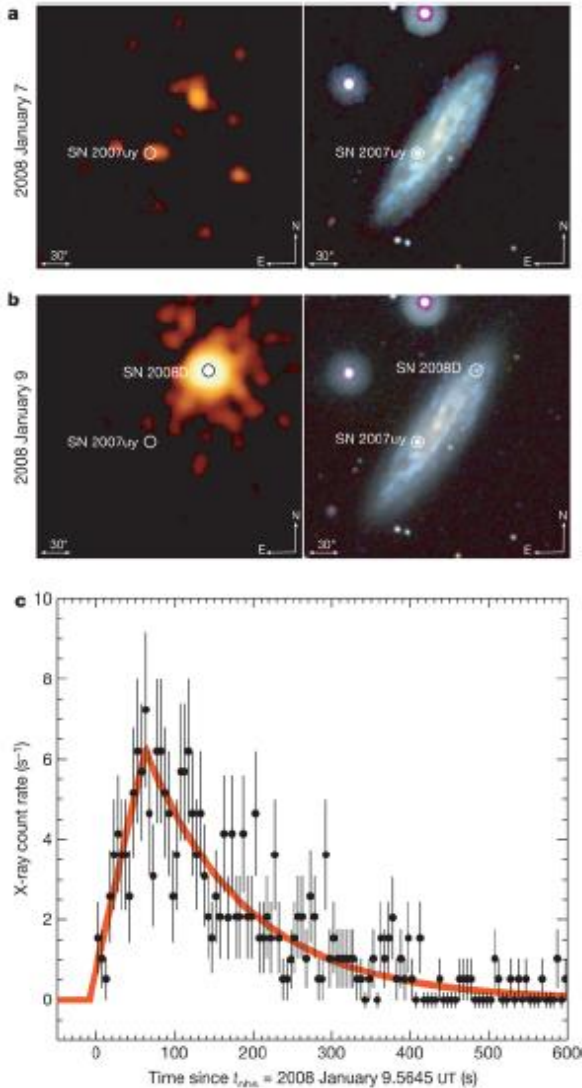 a
2008 January 7
SN 2007uy
30"
E
N
SN 2007uy
30"
E
N
b
2008 January 9
SN 2008D
SN 2007uy
30"
E
N
SN 2008D
SN 2007uy
30"
E
N
c
10
8
6
4
2
0
X-ray count rate (s⁻¹)
0 100 200 300 400 500 600
Time since t_obs = 2008 January 9.5645 UT (s)